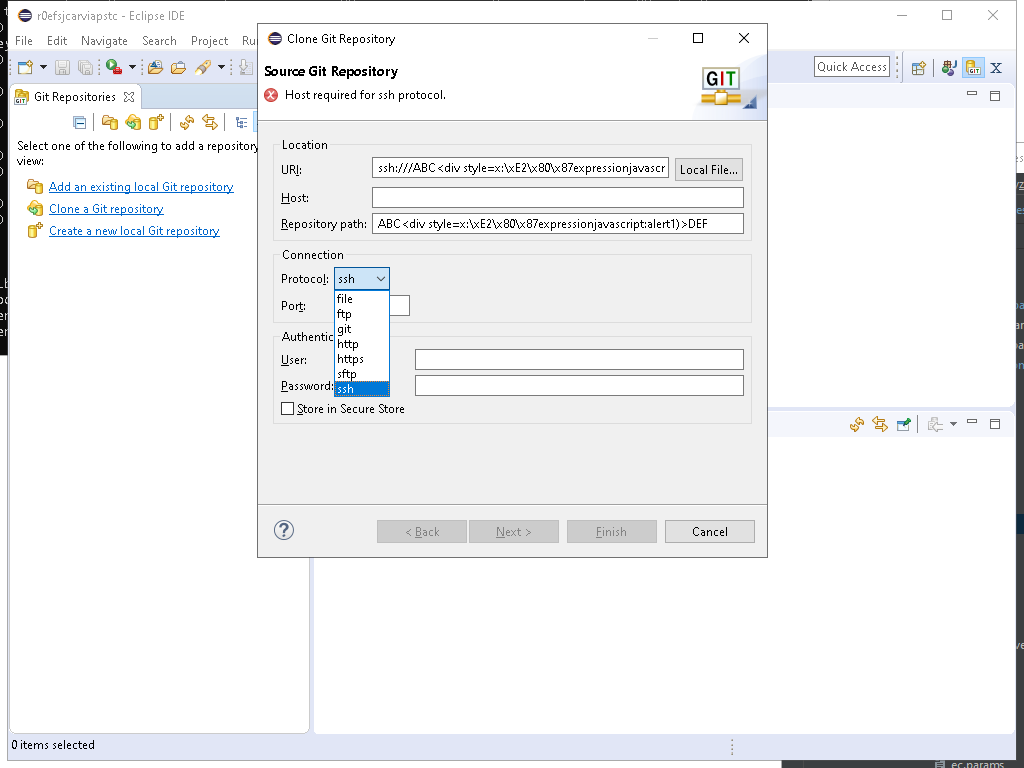 r0efsjcarviapstc - Eclipse IDE
File Edit Navigate Search Project
Quick Access
Git Repositories
Select one of the following to add a repository
view:
Add an existing local Git repository
Clone a Git repository
Create a new local Git repository
0 items selected
Clone Git Repository
Source Git Repository
Host required for ssh protocol.
GIT
Location
URI:
ssh:///ABC<div style=x:\xE2\x80\x87expressionjavascr
Local File...
Host:
Repository path:
ABC<div style=x:\xE2\x80\x87expressionjavascript:alert1)>DEF
Connection
Protocol:
ssh
file
ftp
git
http
https
sftp
ssh
Port:
User:
Password:
Store in Secure Store
?
< Back
Next >
Finish
Cancel
ec.params